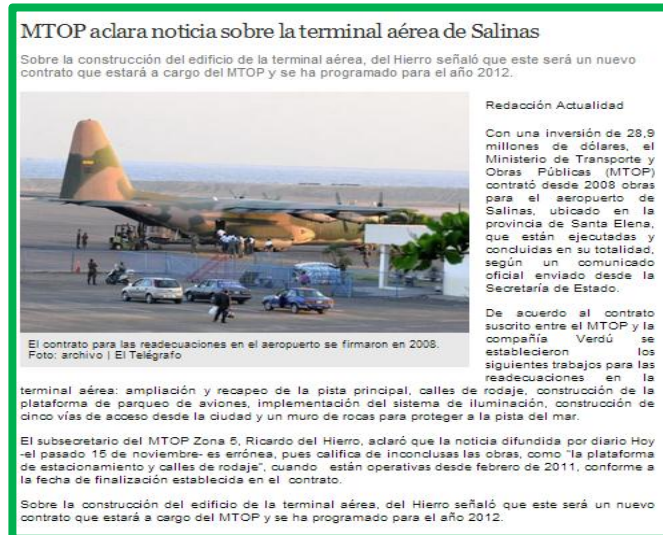 MTOP aclara noticia sobre la terminal aérea de Salinas
Sobre la construcción del edificio de la terminal aérea, del Hierro señaló que este será un nuevo
contrato que estará a cargo del MTOP y se ha programado para el año 2012.
Redacción Actualidad
Con una inversión de 28,9
millones de dólares, el
Ministerio de Transporte y
Obras Públicas (MTOP)
contrató desde 2008 obras
para el aeropuerto de
Salinas, ubicado en la
provincia de Santa Elena,
que están ejecutadas y
concluidas en su totalidad,
según un comunicado
oficial enviado desde la
Secretaría de Estado.
El contrato para las readecuaciones en el aeropuerto se firmaron en 2008.
Foto: archivo | El Telégrafo
De acuerdo al contrato
suscrito entre el MTOP y la
compañía Verdú se
establecieron los
siguientes trabajos para las
readecuaciones en la
terminal aérea: ampliación y recapeo de la pista principal, calles de rodaje, construcción de la
plataforma de parqueo de aviones, implementación del sistema de iluminación, construcción de
cinco vías de acceso desde la ciudad y un muro de rocas para proteger a la pista del mar.
El subsecretario del MTOP Zona 5, Ricardo del Hierro, aclaró que la noticia difundida por diario Hoy
-el pasado 15 de noviembre- es errónea, pues califica de inconclusas las obras, como "la plataforma
de estacionamiento y calles de rodaje", cuando están operativas desde febrero de 2011, conforme a
la fecha de finalización establecida en el contrato.
Sobre la construcción del edificio de la terminal aérea, del Hierro señaló que este será un nuevo
contrato que estará a cargo del MTOP y se ha programado para el año 2012.